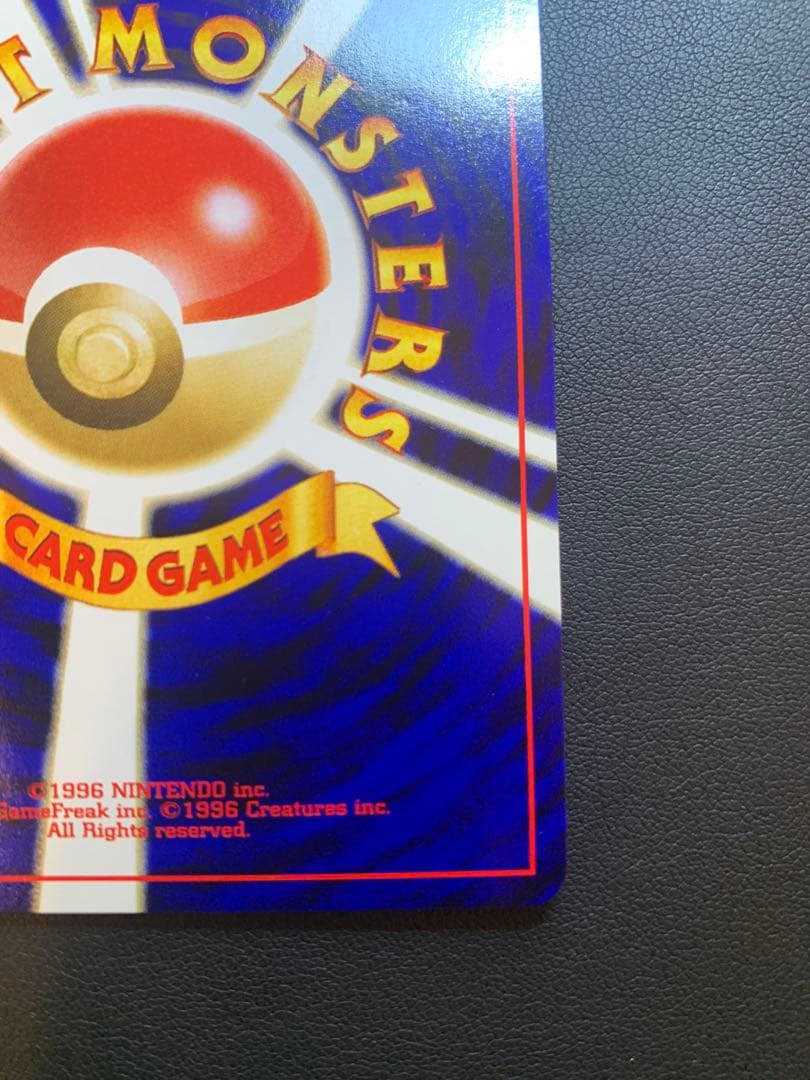 T MONSTERS
CARD GAME
©1996 NINTENDO inc.
GameFreak inc. ©1996 Creatures inc.
All Rights reserved.